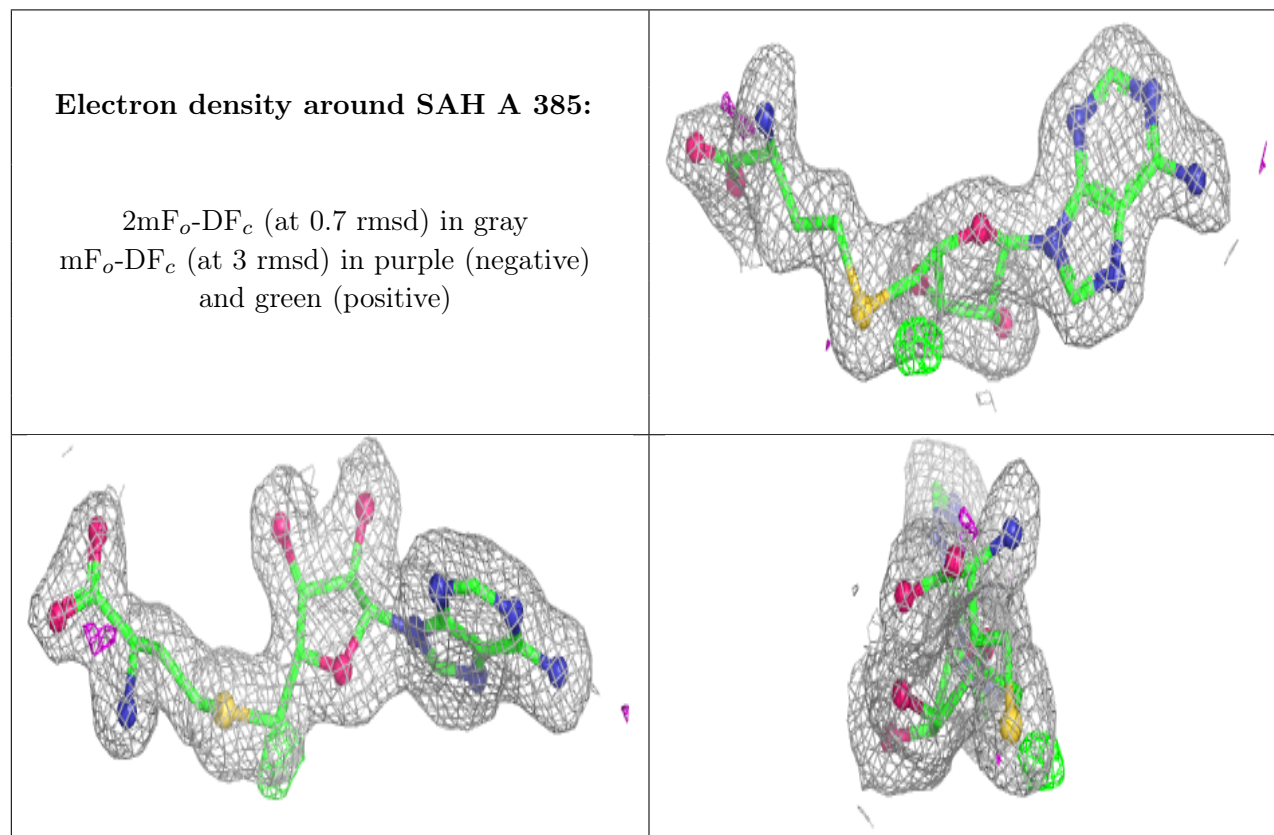 Electron density around SAH A 385:
2mFo-DFc (at 0.7 rmsd) in gray
mFo-DFc (at 3 rmsd) in purple (negative)
and green (positive)